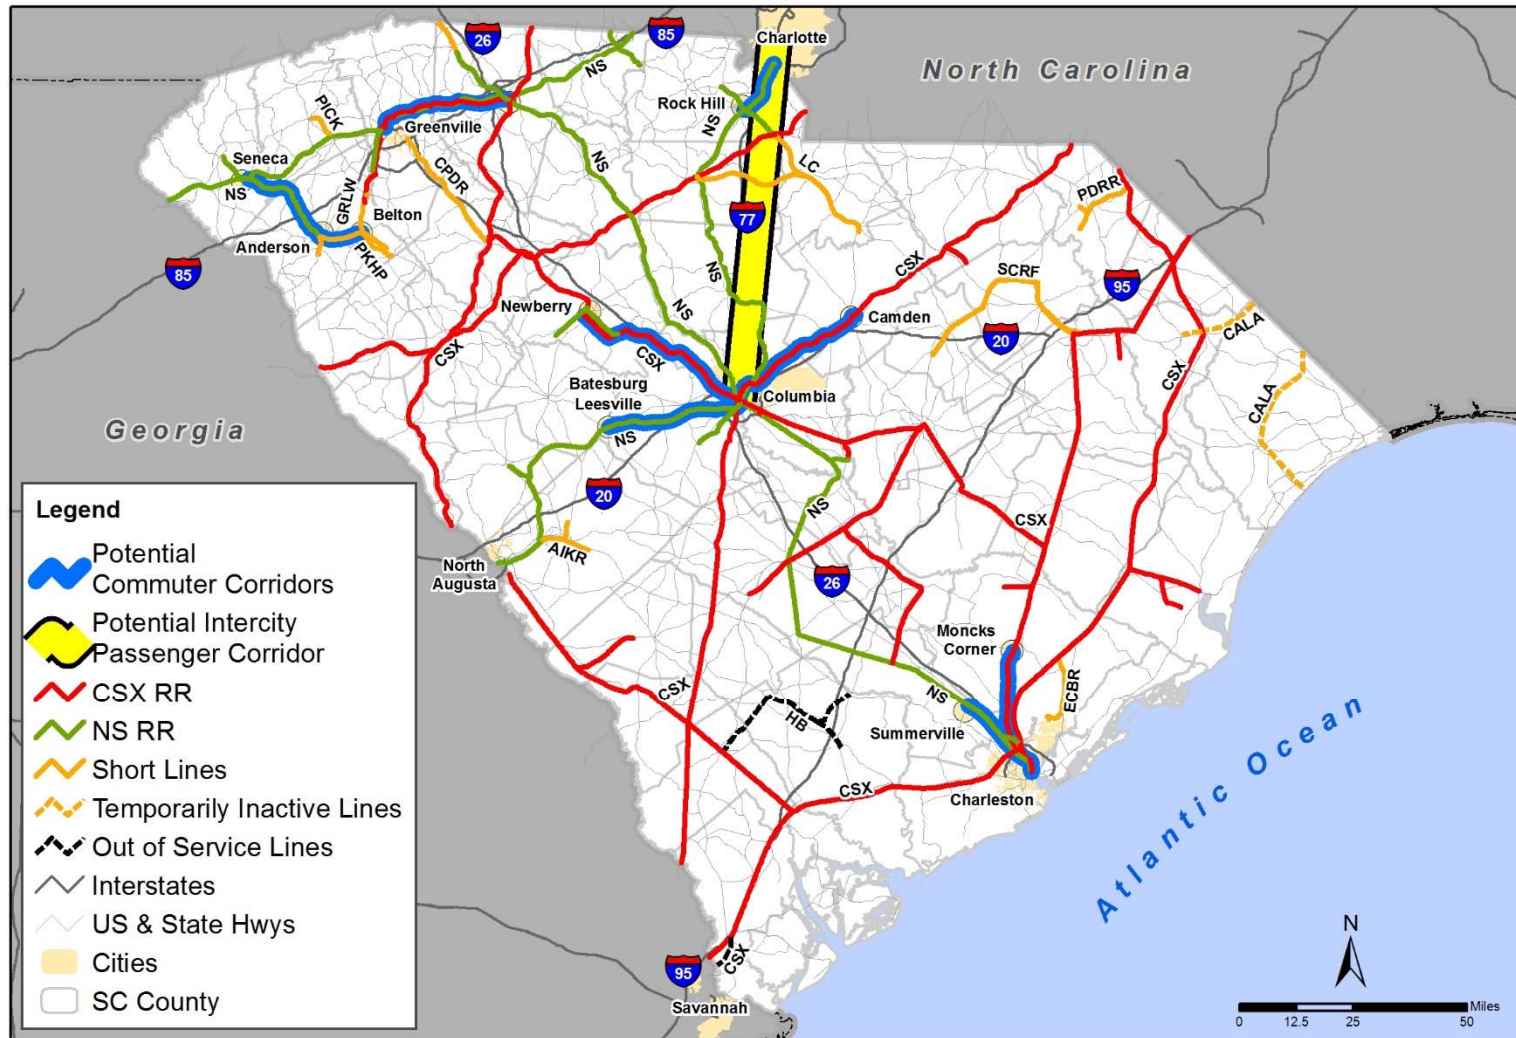 Charlotte
26
85
North Carolina
NS
Rock Hill
NS
PICK
Greenville
Seneca
NS
CPDR
NS
LC
PDRR
GRLW
Belton
77
Anderson
PKHP
85
NS
CSX
SCRF
95
Newberry
NS
Camden
20
CALA
CSX
CSX
CSX
Batesburg
Leesville
Columbia
CALA
Georgia
NS
20
NS
CSX
AIKR
North
Augusta
26
Moncks
Corner
CSX
ECBR
NS
HB
Summerville
CSX
Charleston
Atlantic Ocean
CSX
95
Savannah
Legend
Potential
Commuter Corridors
Potential Intercity
Passenger Corridor
CSX RR
NS RR
Short Lines
Temporarily Inactive Lines
Out of Service Lines
Interstates
US & State Hwys
Cities
SC County
N
Miles
0 12.5 25 50